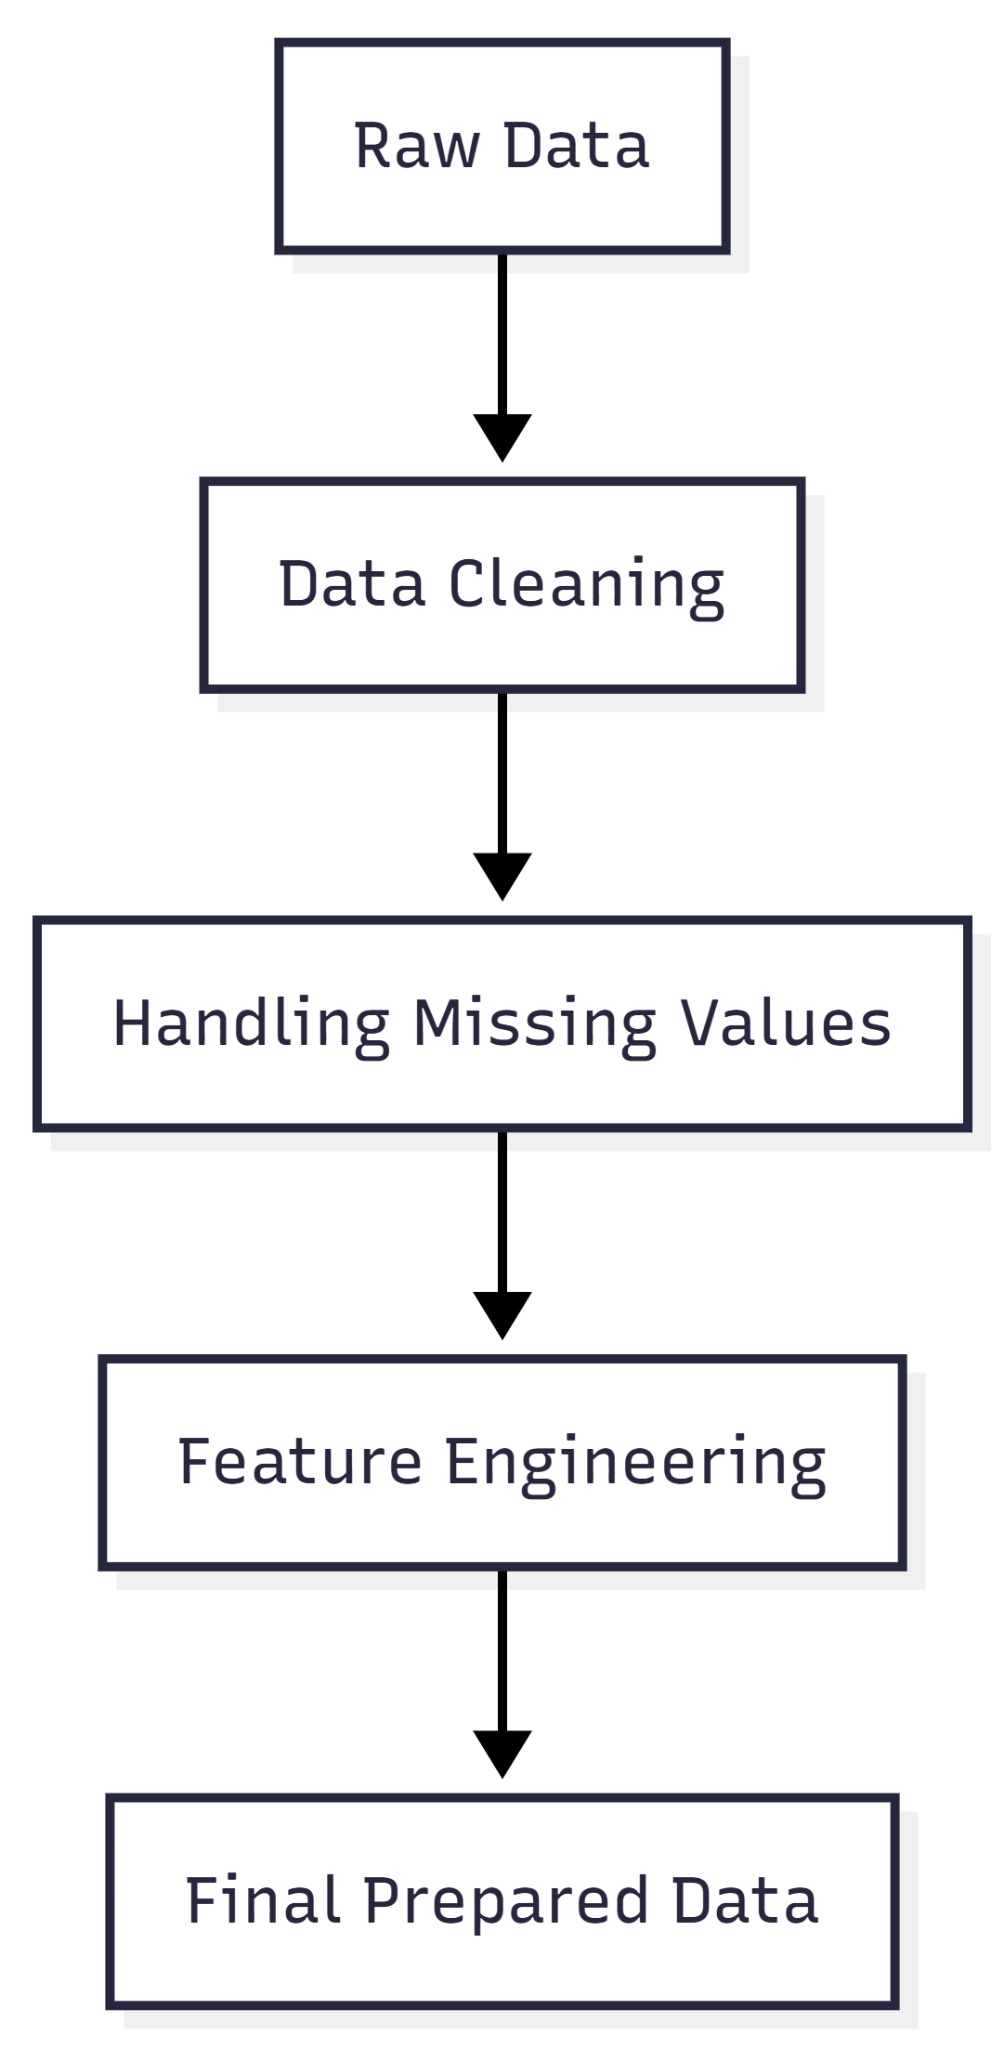 Raw Data
Data Cleaning
Handling Missing Values
Feature Engineering
Final Prepared Data